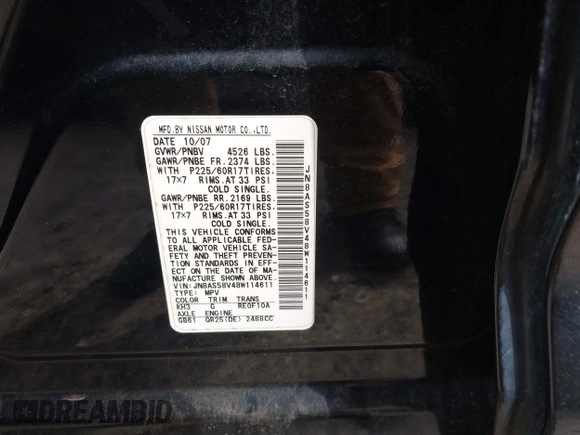 MFD.BY NISSAN MOTOR CO.,LTD.
DATE 10/07
GVWR/PNBV 4526 LBS.
GAWR/PNBE FR. 2374 LBS.
WITH P225/60R17TIRES.
17×7 RIMS.AT 33 PSI
COLD SINGLE.
GAWR/PNBE RR. 2169 LBS.
WITH P225/60R17TIRES.
17×7 RIMS.AT 33 PSI
COLD SINGLE.
THIS VEHICLE CONFORMS
TO ALL APPLICABLE FED-
ERAL MOTOR VEHICLE SA-
FETY AND THEFT PREVEN-
TION STANDARDS IN EFF-
ECT ON THE DATE OF MA-
NUFACTURE SHOWN ABOVE.
VIN:JN8AS58V48W114611
TYPE: MPV
COLOR TRIM TRANS
KH3 G RE0F10A
AXLE ENGINE
GB61 QR25(DE) 2488CC
JN8AS58V48W114611
DREAMBID